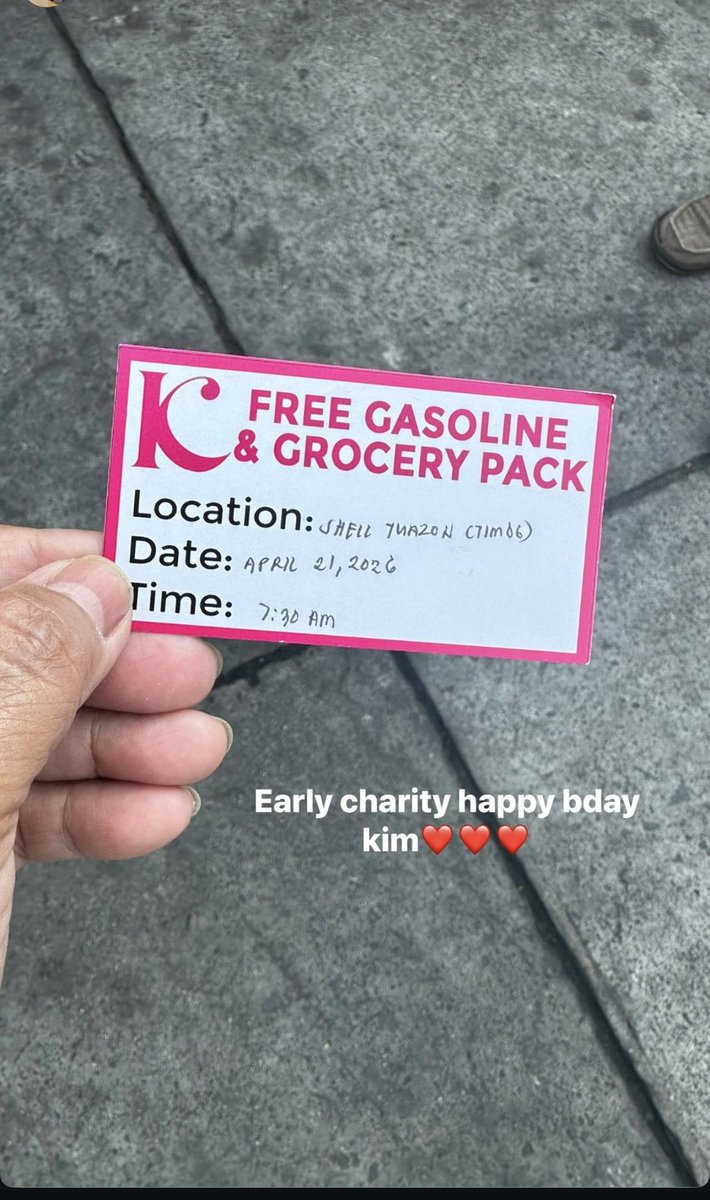 KC FREE GASOLINE
& GROCERY PACK
Location: SHELL TUAZON (TIMOG)
Date: APRIL 21, 2026
Time: 7:30 AM
Early charity happy bday
kim❤️❤️❤️